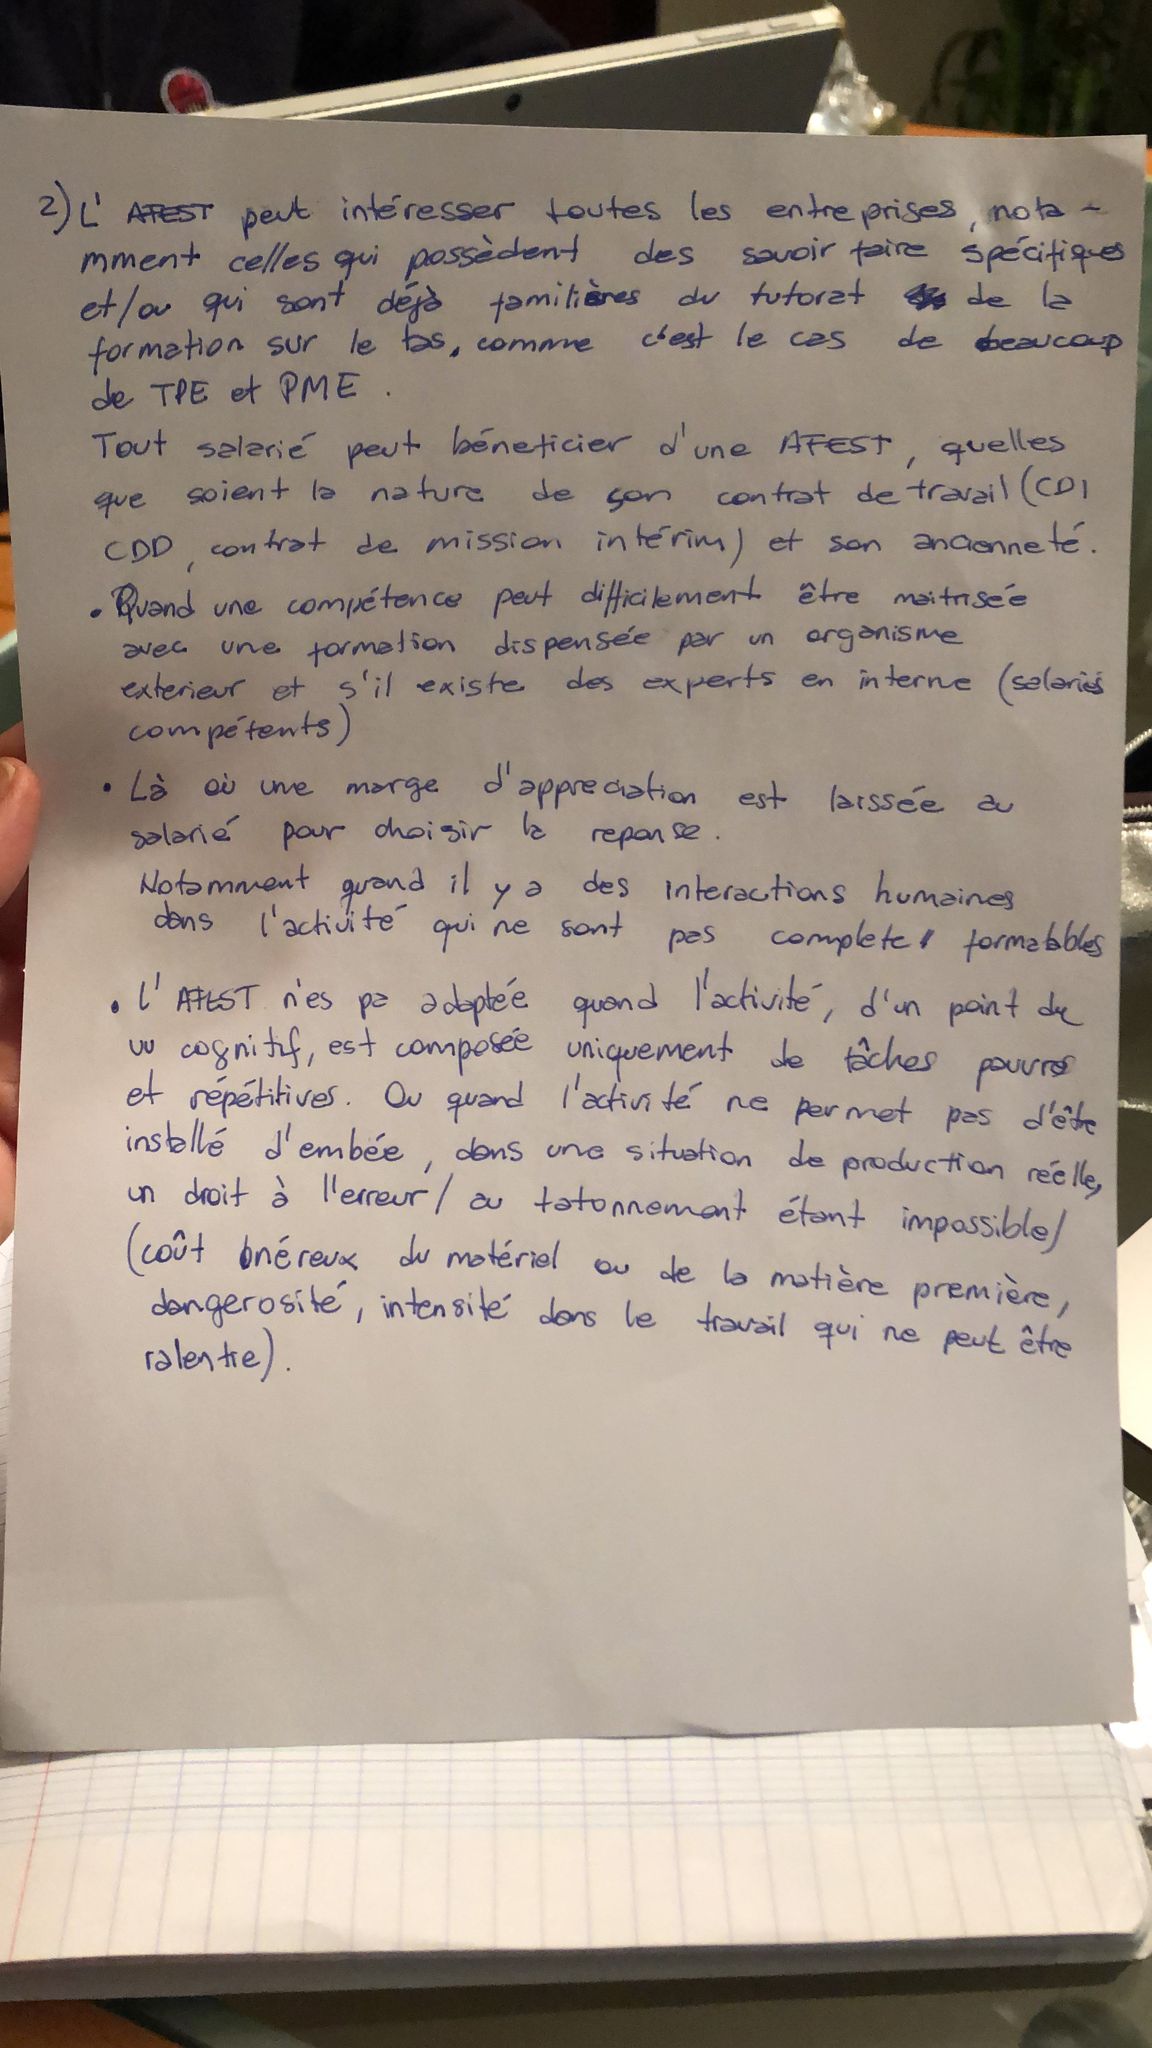 2) L' AFEST peut intéresser toutes les entreprises, nota-
mment celles qui possèdent des savoir faire spécifiques
et/ou qui sont déjà familières du tutorat de la
formation sur le tas, comme c'est le cas de beaucoup
de TPE et PME.
Tout salarié peut béneficier d'une AFEST, quelles
que soient la nature de son contrat de travail (CDI
CDD, contrat de mission intérim) et son ancienneté.
• Quand une compétence peut difficilement être maitrisée
avec une formation dispensée par un organisme
exterieur et s'il existe des experts en interne (salariés
compétents)
• Là où une marge d'appreciation est laissée au
salarié pour choisir la reponse.
Notamment quand il y a des interactions humaines
dans l'activité qui ne sont pas complete formatables
• L' AFEST n'es pa adaptée quand l'activité, d'un point de
vu cognitif, est composée uniquement de tâches pauvres
et répétitives. Ou quand l'activité ne permet pas d'être
installé d'embée, dans une situation de production réelle,
un droit à l'erreur/ au tatonnement étant impossible/
(coût onéreux du matériel ou de la matière première,
dangerosité, intensité dans le travail qui ne peut être
ralentie).